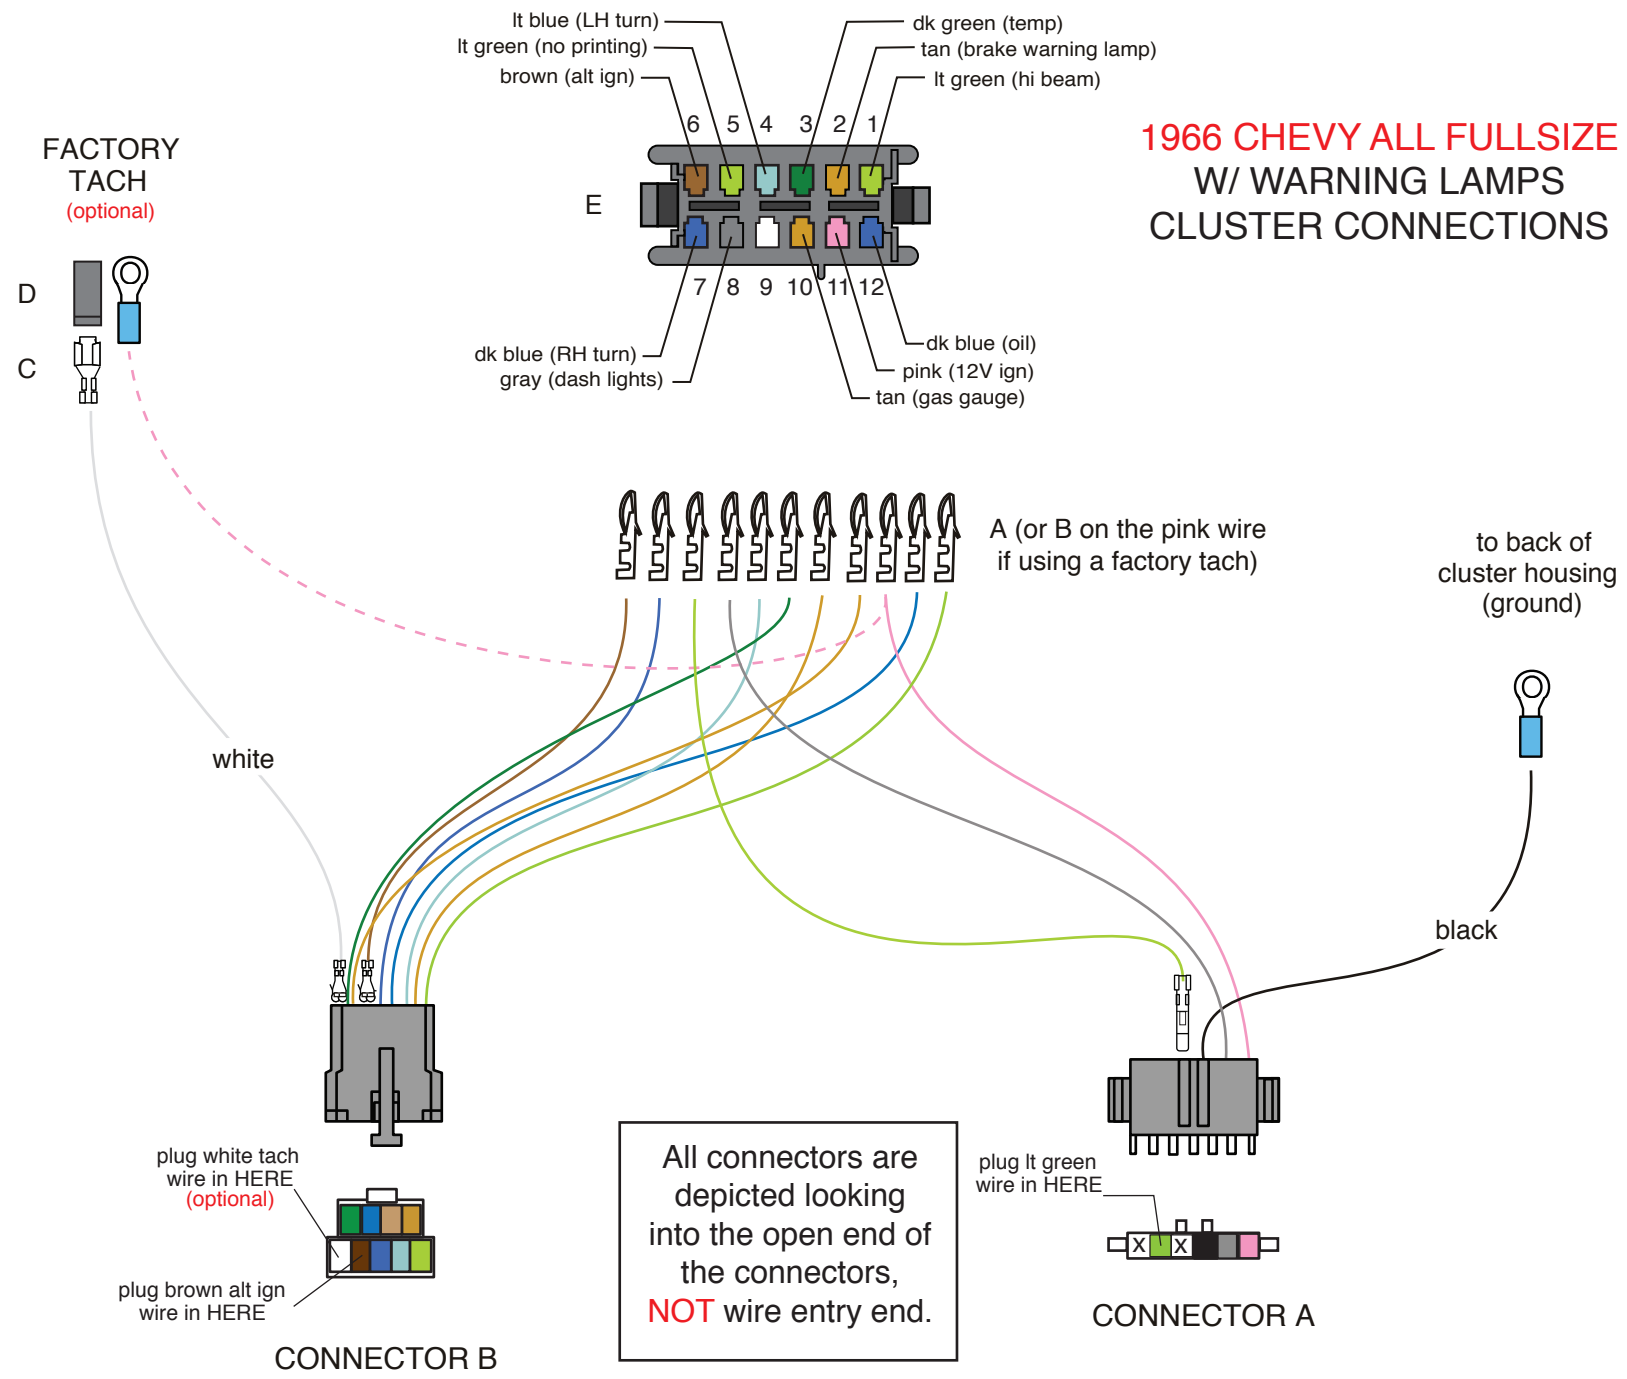 lt blue (LH turn)
lt green (no printing)
brown (alt ign)
dk green (temp)
tan (brake warning lamp)
lt green (hi beam)
6 5 4 3 2 1
E
7 8 9 10 11 12
dk blue (RH turn)
gray (dash lights)
dk blue (oil)
pink (12V ign)
tan (gas gauge)
1966 CHEVY ALL FULLSIZE
W/ WARNING LAMPS
CLUSTER CONNECTIONS
FACTORY
TACH
(optional)
D
C
A (or B on the pink wire
if using a factory tach)
to back of
cluster housing
(ground)
white
black
plug white tach
wire in HERE
(optional)
plug brown alt ign
wire in HERE
CONNECTOR B
All connectors are
depicted looking
into the open end of
the connectors,
NOT wire entry end.
plug lt green
wire in HERE
X X
CONNECTOR A